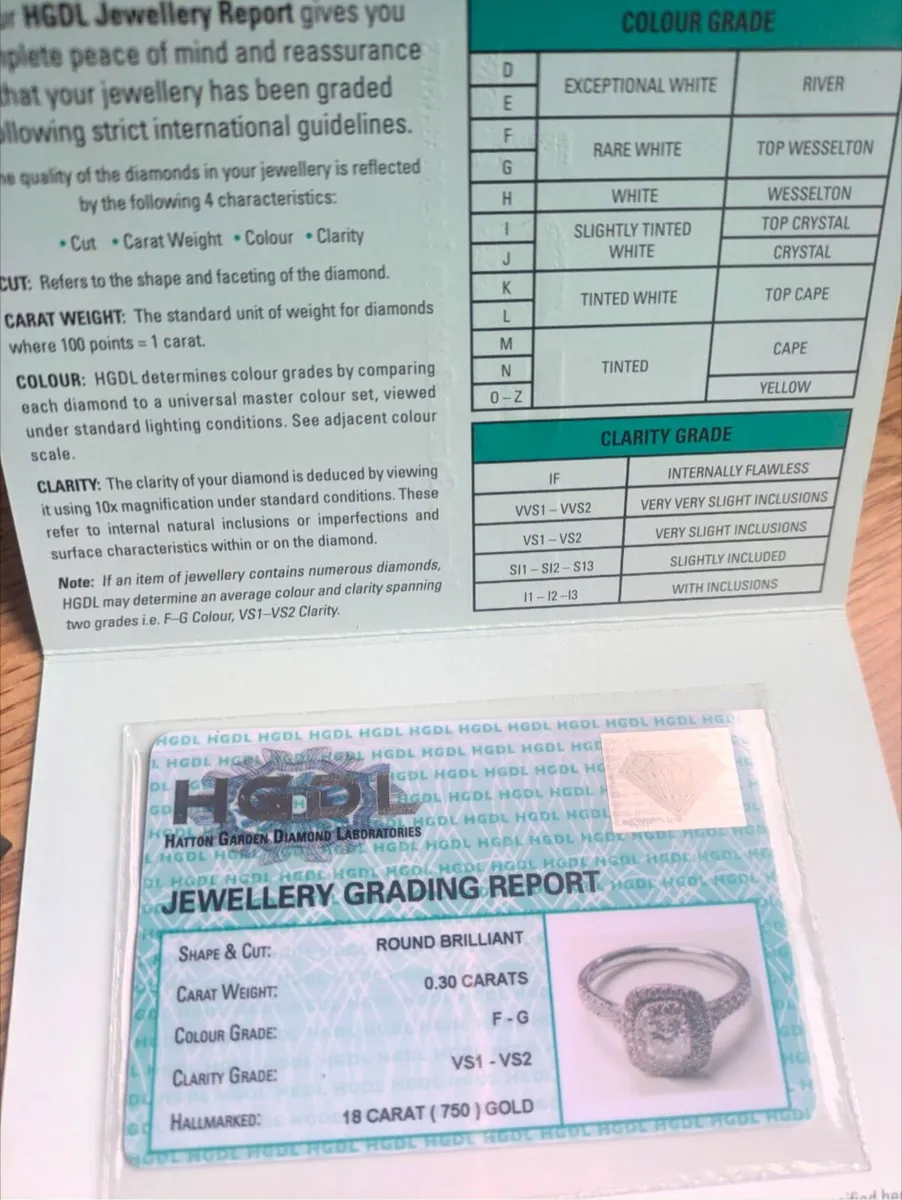 HGDL Jewellery Report gives you
peace of mind and reassurance
that your jewellery has been graded
following strict international guidelines.
quality of the diamonds in your jewellery is reflected
by the following 4 characteristics:
• Cut • Carat Weight • Colour • Clarity
CUT: Refers to the shape and faceting of the diamond.
CARAT WEIGHT: The standard unit of weight for diamonds
where 100 points = 1 carat.
COLOUR: HGDL determines colour grades by comparing
each diamond to a universal master colour set, viewed
under standard lighting conditions. See adjacent colour
scale.
CLARITY: The clarity of your diamond is deduced by viewing
it using 10x magnification under standard conditions. These
refer to internal natural inclusions or imperfections and
surface characteristics within or on the diamond.
Note: If an item of jewellery contains numerous diamonds,
HGDL may determine an average colour and clarity spanning
two grades i.e. F–G Colour, VS1–VS2 Clarity.
COLOUR GRADE
D
E
EXCEPTIONAL WHITE
RIVER
F
G
RARE WHITE
TOP WESSELTON
H
WHITE
WESSELTON
I
J
SLIGHTLY TINTED
WHITE
TOP CRYSTAL
CRYSTAL
K
L
TINTED WHITE
TOP CAPE
M
N
O – Z
TINTED
CAPE
YELLOW
CLARITY GRADE
IF INTERNALLY FLAWLESS
VVS1 – VVS2 VERY VERY SLIGHT INCLUSIONS
VS1 – VS2 VERY SLIGHT INCLUSIONS
SI1 – SI2 – S13 SLIGHTLY INCLUDED
I1 – I2 –I3 WITH INCLUSIONS
HGDL
HATTON GARDEN DIAMOND LABORATORIES
JEWELLERY GRADING REPORT
SHAPE & CUT: ROUND BRILLIANT
CARAT WEIGHT: 0.30 CARATS
COLOUR GRADE: F - G
CLARITY GRADE: VS1 - VS2
HALLMARKED: 18 CARAT ( 750 ) GOLD